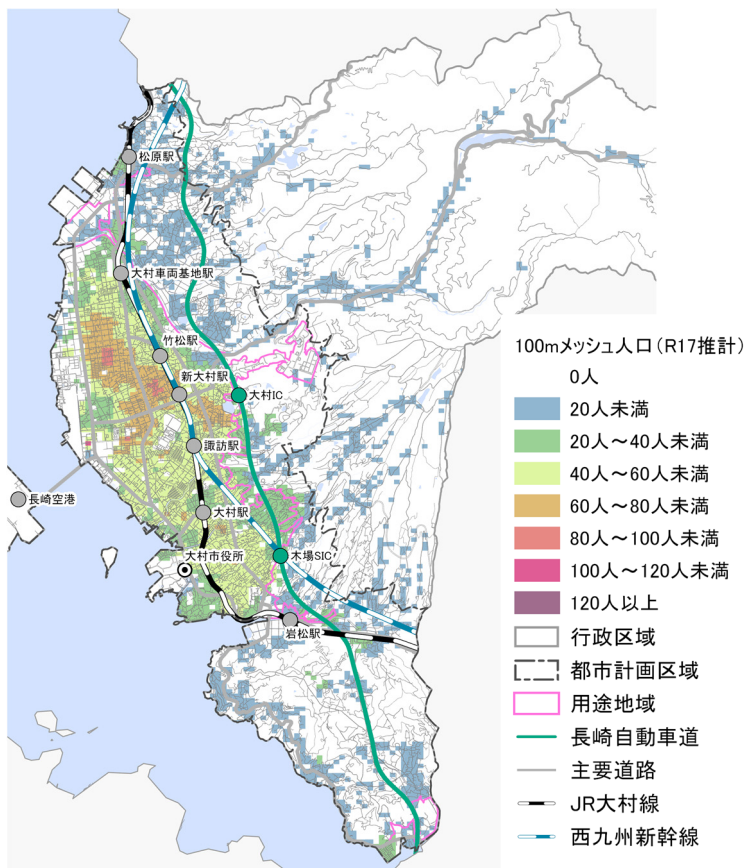 松原駅
大村車両基地駅
竹松駅
新大村駅
大村IC
諏訪駅
長崎空港
大村駅
大村市役所
木場SIC
岩松駅
100mメッシュ人口（R17推計）
0人
20人未満
20人～40人未満
40人～60人未満
60人～80人未満
80人～100人未満
100人～120人未満
120人以上
行政区域
都市計画区域
用途地域
長崎自動車道
主要道路
JR大村線
西九州新幹線